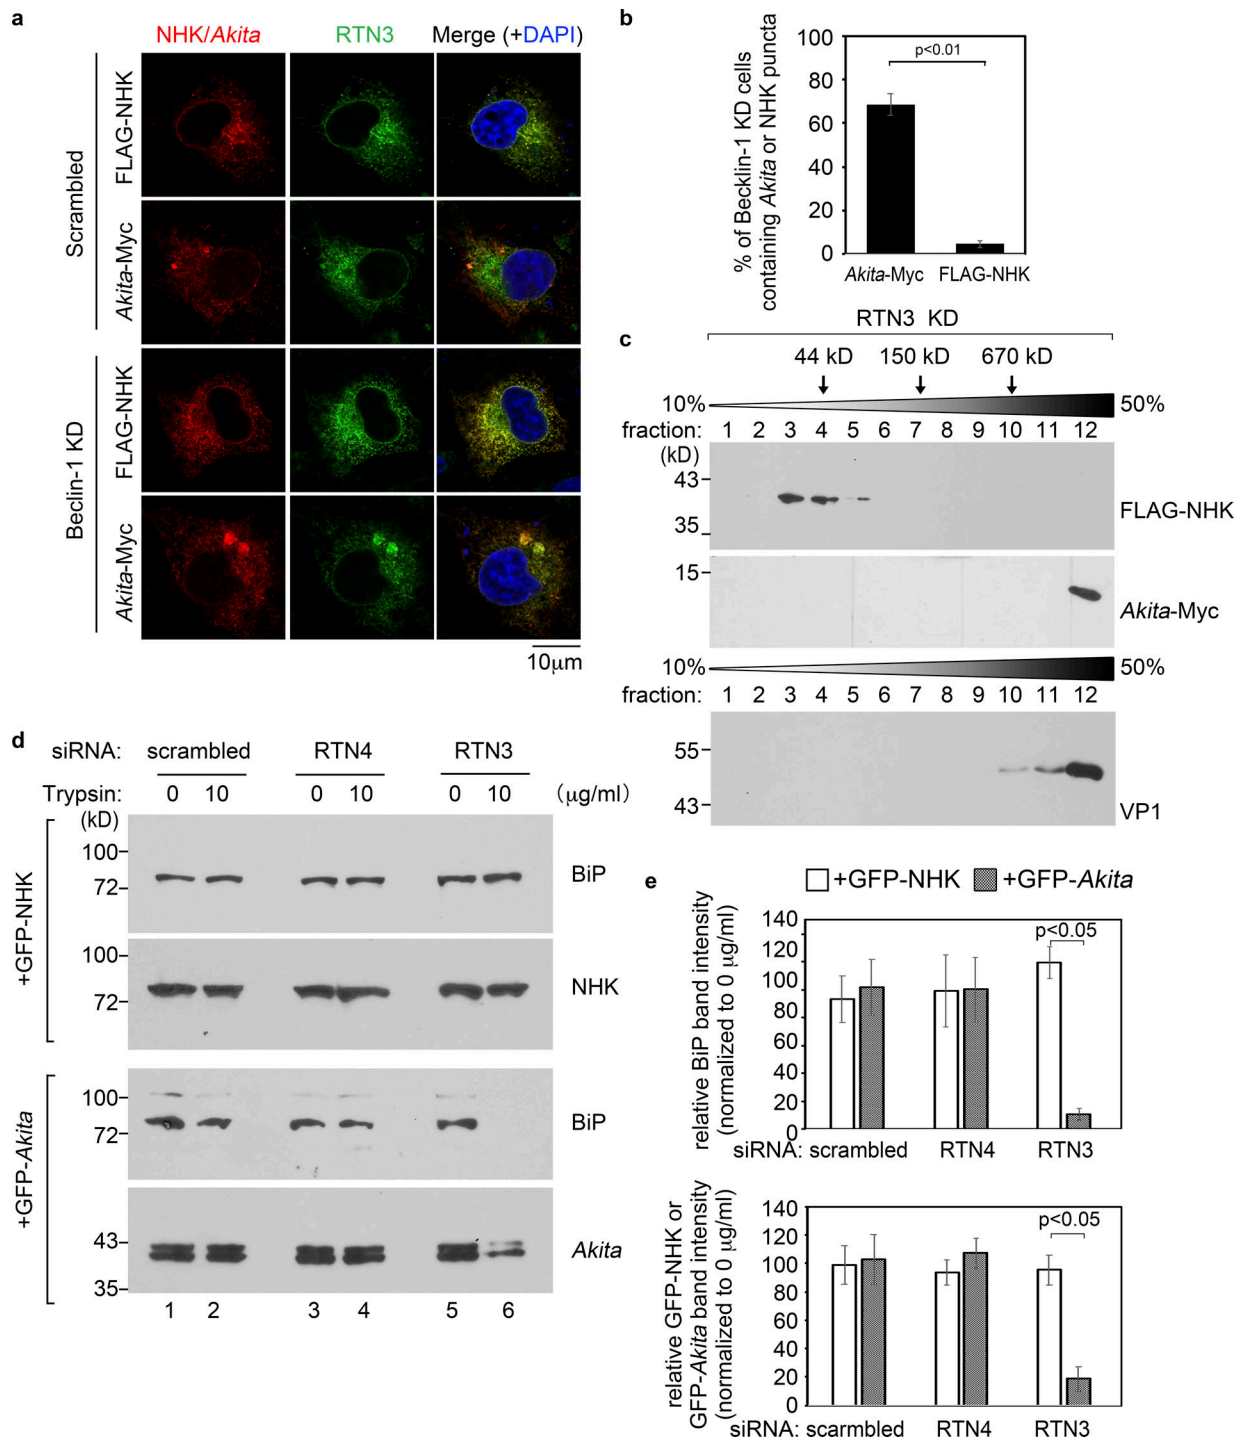 a
NHK/Akita RTN3 Merge (+DAPI)
Scrambled
FLAG-NHK
Akita-Myc
Beclin-1 KD
FLAG-NHK
Akita-Myc
10µm
b
% of Becklin-1 KD cells
containing Akita or NHK puncta
100
80
60
40
20
0
p<0.01
Akita-Myc FLAG-NHK
c
RTN3 KD
44 kD 150 kD 670 kD
10% 50%
fraction: 1 2 3 4 5 6 7 8 9 10 11 12
(kD)
43
35
FLAG-NHK
15
Akita-Myc
10% 50%
fraction: 1 2 3 4 5 6 7 8 9 10 11 12
55
43
VP1
d
siRNA: scrambled RTN4 RTN3
Trypsin: 0 10 0 10 0 10 (µg/ml)
(kD)
+GFP-NHK
100
72
BiP
100
72
NHK
+GFP-Akita
100
72
BiP
43
35
Akita
1 2 3 4 5 6
e
+GFP-NHK +GFP-Akita
relative BiP band intensity
(normalized to 0 µg/ml)
140
120
100
80
60
40
20
0
p<0.05
siRNA: scrambled RTN4 RTN3
relative GFP-NHK or
GFP-Akita band intensity
(normalized to 0 µg/ml)
140
120
100
80
60
40
20
0
p<0.05
siRNA: scarmbled RTN4 RTN3